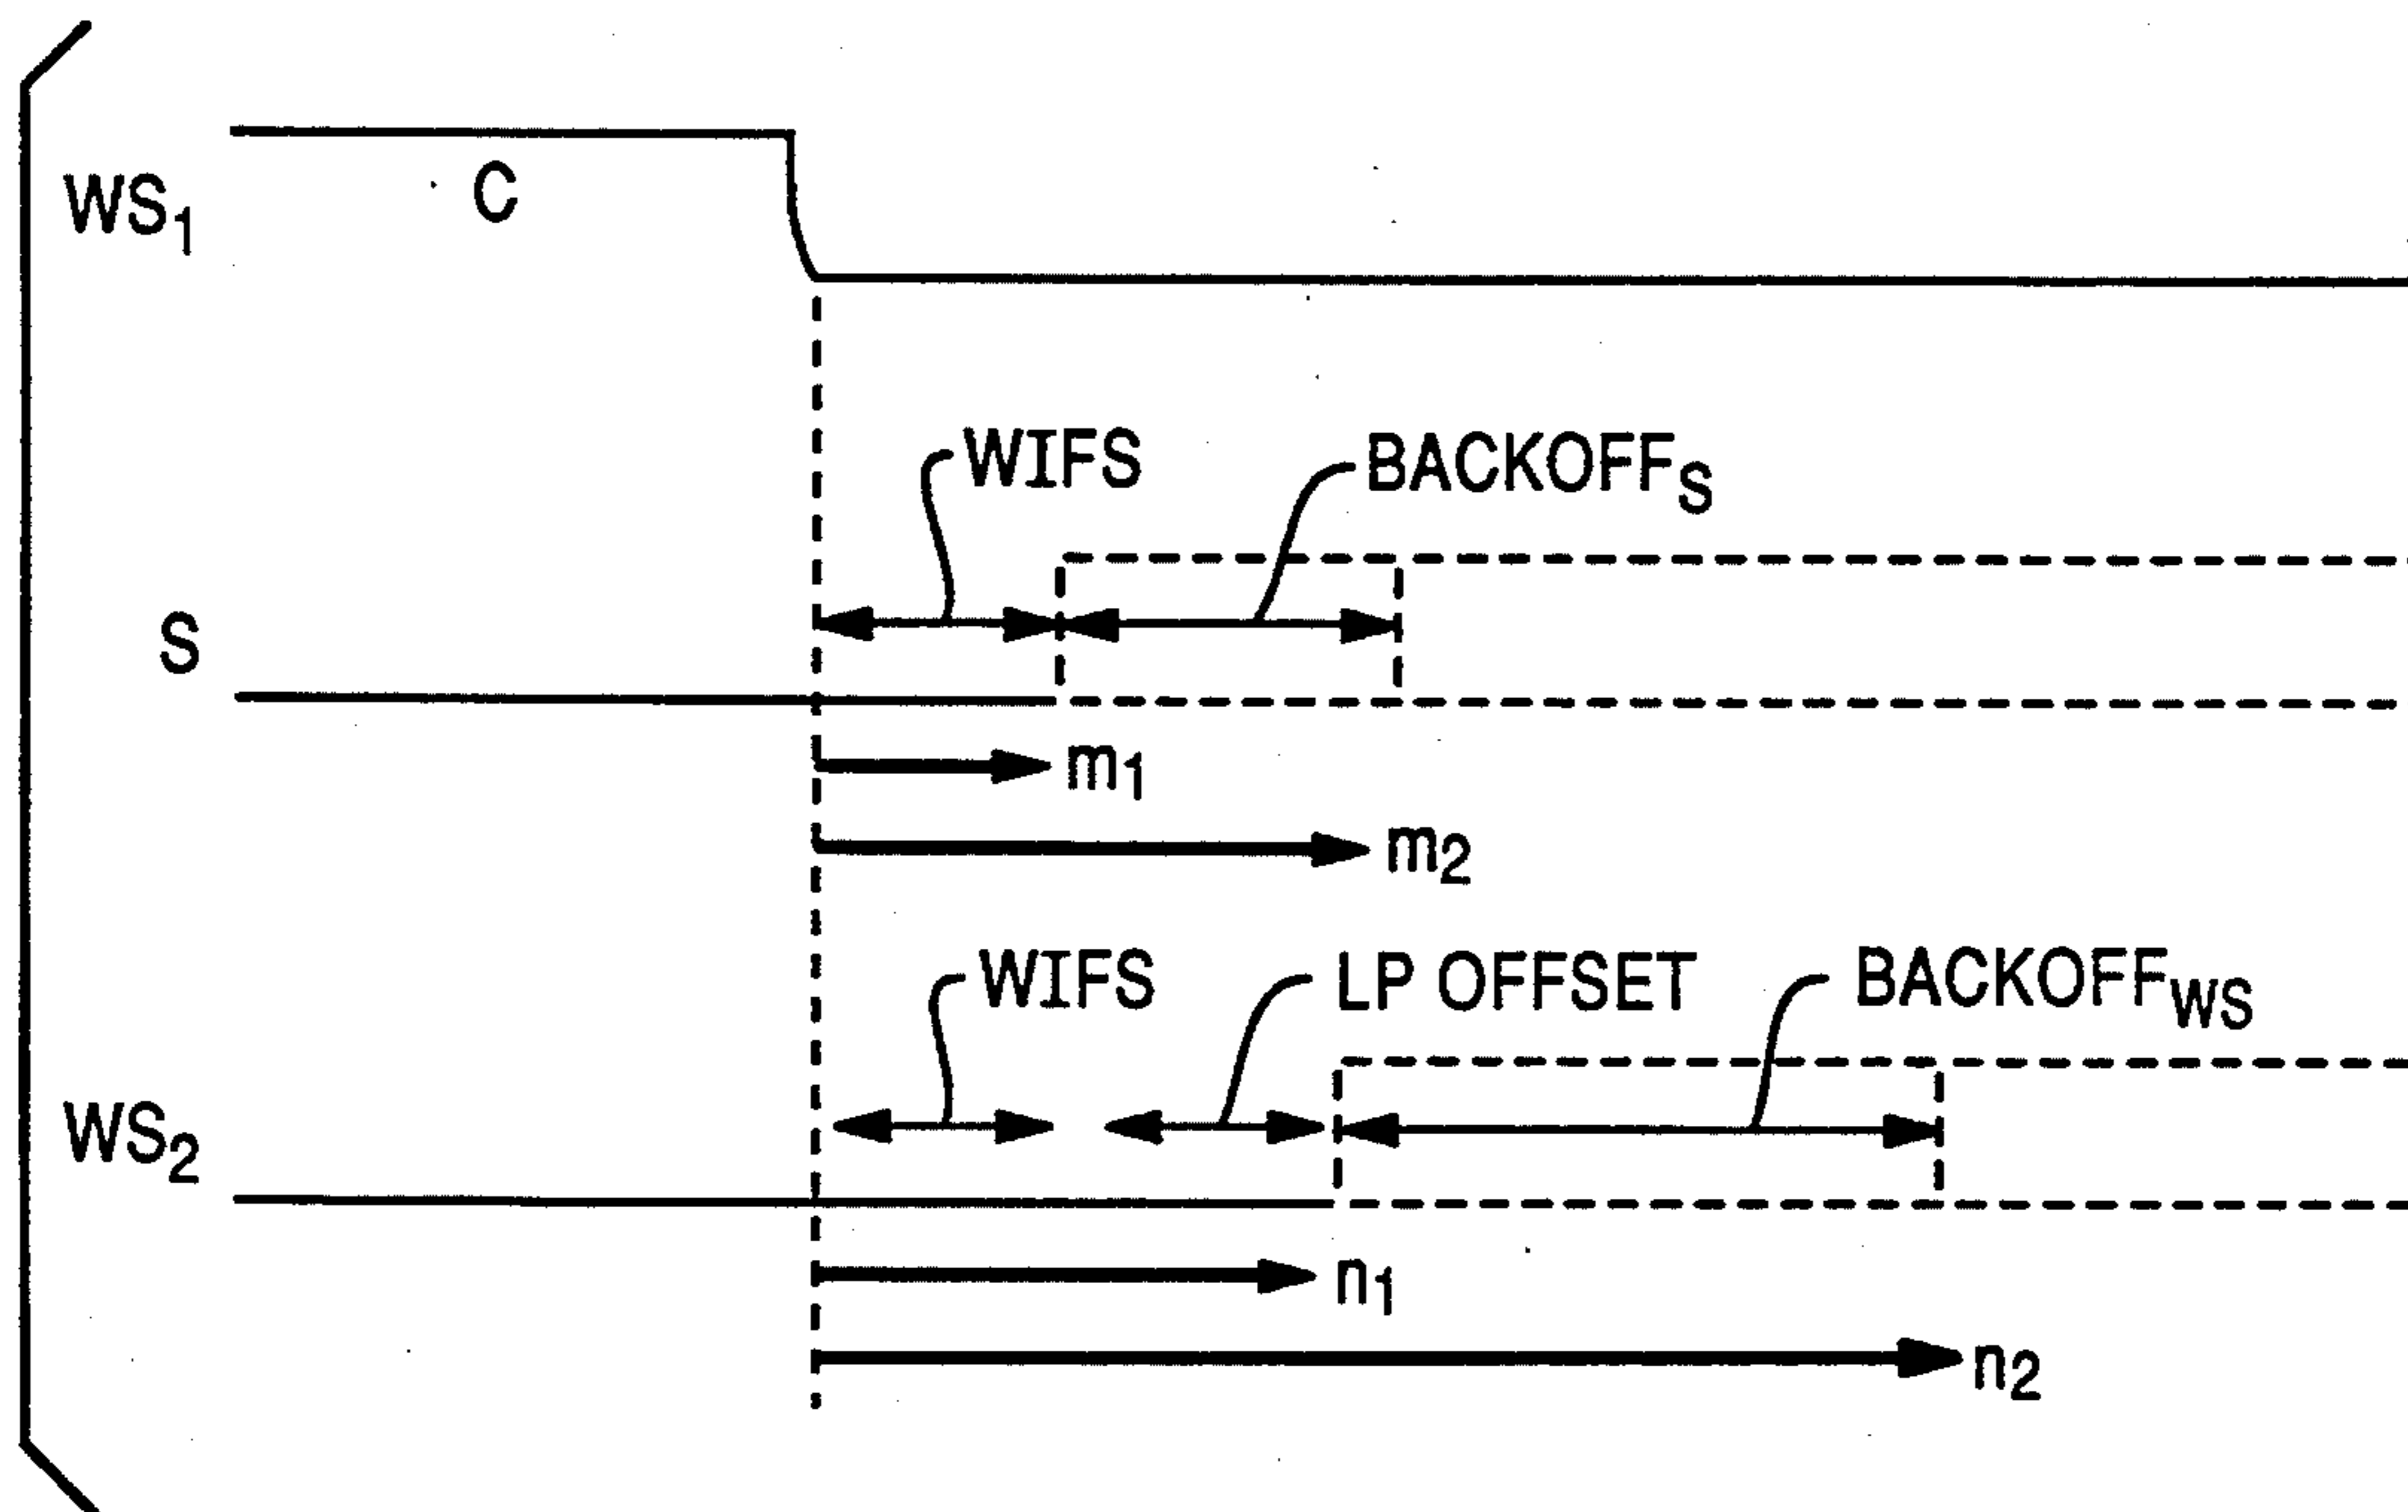 WS1
C
WIFS
BACKOFFS
S
m1
m2
WIFS
LP OFFSET
BACKOFFWS
WS2
n1
n2